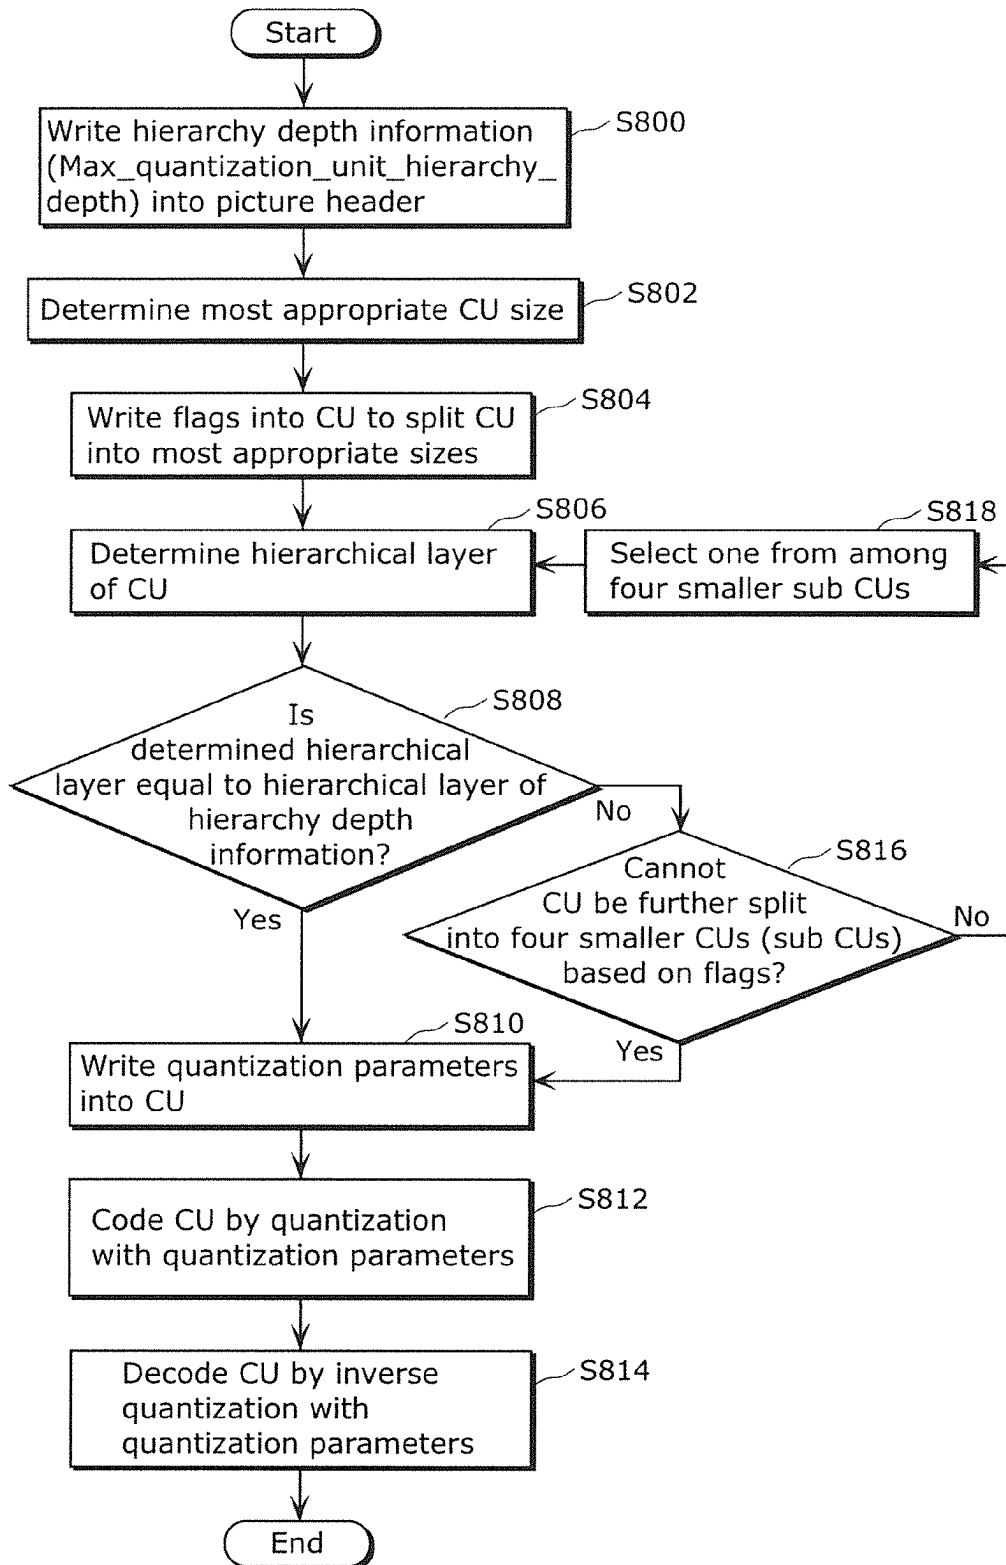 Start
S800
Write hierarchy depth information
(Max_quantization_unit_hierarchy_
depth) into picture header
S802
Determine most appropriate CU size
S804
Write flags into CU to split CU
into most appropriate sizes
S806
Determine hierarchical layer
of CU
S818
Select one from among
four smaller sub CUs
S808
Is
determined hierarchical
layer equal to hierarchical layer of
hierarchy depth
information?
No
Yes
S816
Cannot
CU be further split
into four smaller CUs (sub CUs)
based on flags?
No
Yes
S810
Write quantization parameters
into CU
S812
Code CU by quantization
with quantization parameters
S814
Decode CU by inverse
quantization with
quantization parameters
End